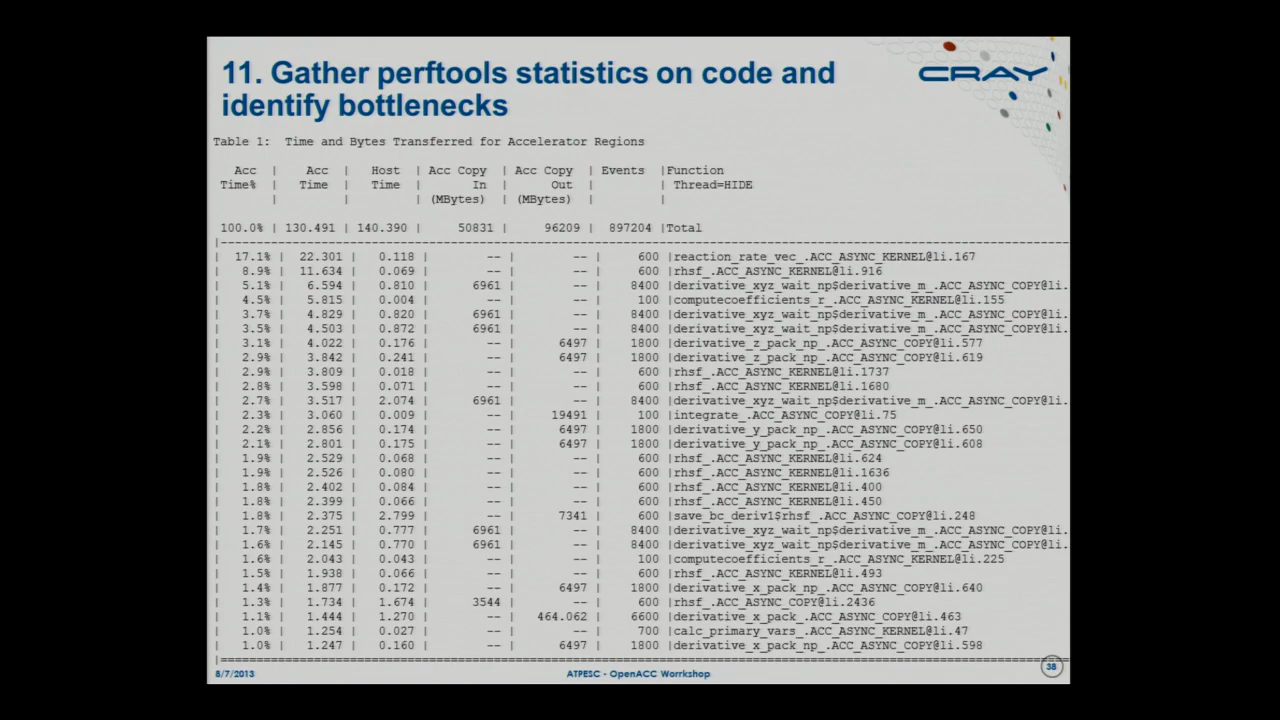 11. Gather perftools statistics on code and
identify bottlenecks
CRAY
Table 1:  Time and Bytes Transferred for Accelerator Regions
Acc | Acc | Host | Acc Copy | Acc Copy | Events |Function
Time% | Time | Time | In | Out | | Thread=HIDE
| | | (MBytes) | (MBytes) | |
100.0% | 130.491 | 140.390 | 50831 | 96209 | 897204 |Total
17.1% | 22.301 | 0.118 | -- | -- | 600 |reaction_rate_vec_.ACC_ASYNC_KERNEL@li.167
8.9% | 11.634 | 0.069 | -- | -- | 600 |rhsf_.ACC_ASYNC_KERNEL@li.916
5.1% | 6.594 | 0.810 | 6961 | -- | 8400 |derivative_xyz_wait_np$derivative_m_.ACC_ASYNC_COPY@li.
4.5% | 5.815 | 0.004 | -- | -- | 100 |computecoefficients_r_.ACC_ASYNC_KERNEL@li.155
3.7% | 4.829 | 0.820 | 6961 | -- | 8400 |derivative_xyz_wait_np$derivative_m_.ACC_ASYNC_COPY@li.
3.5% | 4.503 | 0.872 | 6961 | -- | 8400 |derivative_xyz_wait_np$derivative_m_.ACC_ASYNC_COPY@li.
3.1% | 4.022 | 0.176 | -- | 6497 | 1800 |derivative_z_pack_np_.ACC_ASYNC_COPY@li.577
2.9% | 3.842 | 0.241 | -- | 6497 | 1800 |derivative_z_pack_np_.ACC_ASYNC_COPY@li.619
2.9% | 3.809 | 0.018 | -- | -- | 600 |rhsf_.ACC_ASYNC_KERNEL@li.1737
2.8% | 3.598 | 0.071 | -- | -- | 600 |rhsf_.ACC_ASYNC_KERNEL@li.1680
2.7% | 3.517 | 2.074 | 6961 | -- | 8400 |derivative_xyz_wait_np$derivative_m_.ACC_ASYNC_COPY@li.
2.3% | 3.060 | 0.009 | -- | 19491 | 100 |integrate_.ACC_ASYNC_COPY@li.75
2.2% | 2.856 | 0.174 | -- | 6497 | 1800 |derivative_y_pack_np_.ACC_ASYNC_COPY@li.650
2.1% | 2.801 | 0.175 | -- | 6497 | 1800 |derivative_y_pack_np_.ACC_ASYNC_COPY@li.608
1.9% | 2.529 | 0.068 | -- | -- | 600 |rhsf_.ACC_ASYNC_KERNEL@li.624
1.9% | 2.526 | 0.080 | -- | -- | 600 |rhsf_.ACC_ASYNC_KERNEL@li.1636
1.8% | 2.402 | 0.084 | -- | -- | 600 |rhsf_.ACC_ASYNC_KERNEL@li.400
1.8% | 2.399 | 0.066 | -- | -- | 600 |rhsf_.ACC_ASYNC_KERNEL@li.450
1.8% | 2.375 | 2.799 | -- | 7341 | 600 |save_bc_deriv1$rhsf_.ACC_ASYNC_COPY@li.248
1.7% | 2.251 | 0.777 | 6961 | -- | 8400 |derivative_xyz_wait_np$derivative_m_.ACC_ASYNC_COPY@li.
1.6% | 2.145 | 0.770 | 6961 | -- | 8400 |derivative_xyz_wait_np$derivative_m_.ACC_ASYNC_COPY@li.
1.6% | 2.043 | 0.043 | -- | -- | 100 |computecoefficients_r_.ACC_ASYNC_KERNEL@li.225
1.5% | 1.938 | 0.066 | -- | -- | 600 |rhsf_.ACC_ASYNC_KERNEL@li.493
1.4% | 1.877 | 0.172 | -- | 6497 | 1800 |derivative_x_pack_np_.ACC_ASYNC_COPY@li.640
1.3% | 1.734 | 1.674 | 3544 | -- | 600 |rhsf_.ACC_ASYNC_COPY@li.2436
1.1% | 1.444 | 1.270 | -- | 464.062 | 6600 |derivative_x_pack_.ACC_ASYNC_COPY@li.463
1.0% | 1.254 | 0.027 | -- | -- | 700 |calc_primary_vars_.ACC_ASYNC_KERNEL@li.47
1.0% | 1.247 | 0.160 | -- | 6497 | 1800 |derivative_x_pack_np_.ACC_ASYNC_COPY@li.598
8/7/2013
ATPESC - OpenACC Worrkshop
38